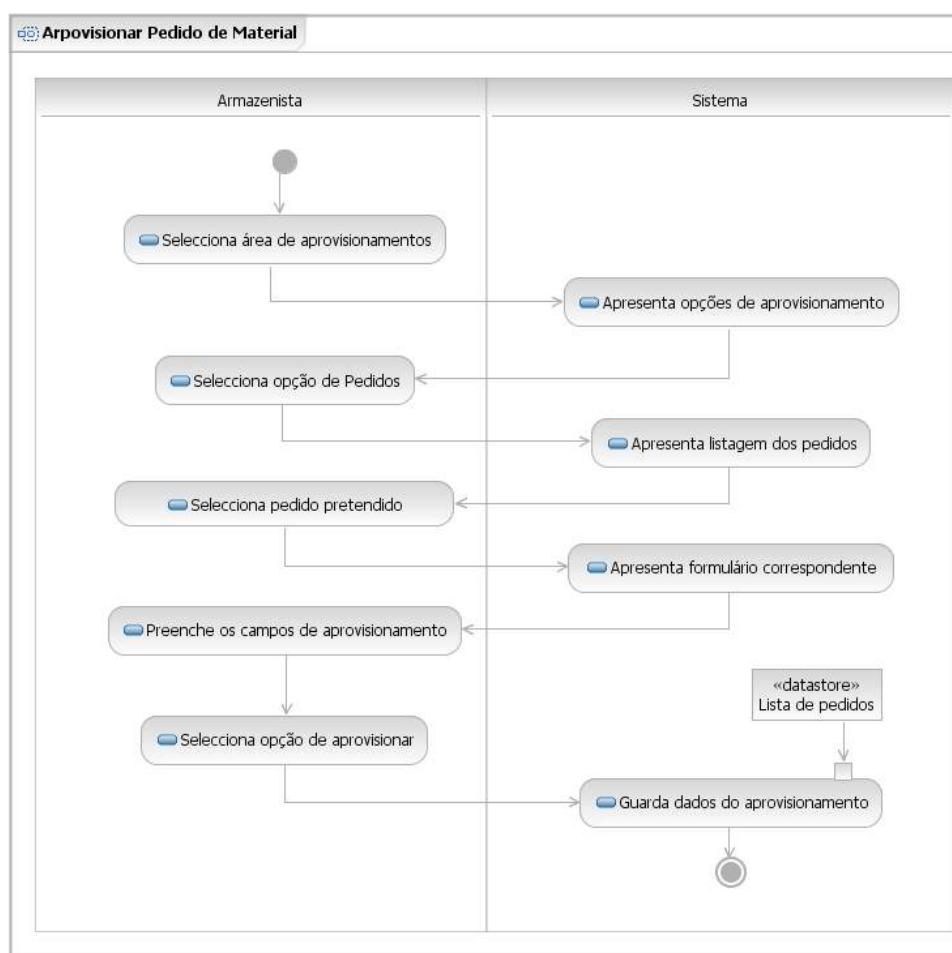 Arpovisionar Pedido de Material
Armazenista
Sistema
Selecciona área de aprovisionamentos
Apresenta opções de aprovisionamento
Selecciona opção de Pedidos
Apresenta listagem dos pedidos
Selecciona pedido pretendido
Apresenta formulário correspondente
Preenche os campos de aprovisionamento
«datastore»
Lista de pedidos
Selecciona opção de aprovisionar
Guarda dados do aprovisionamento